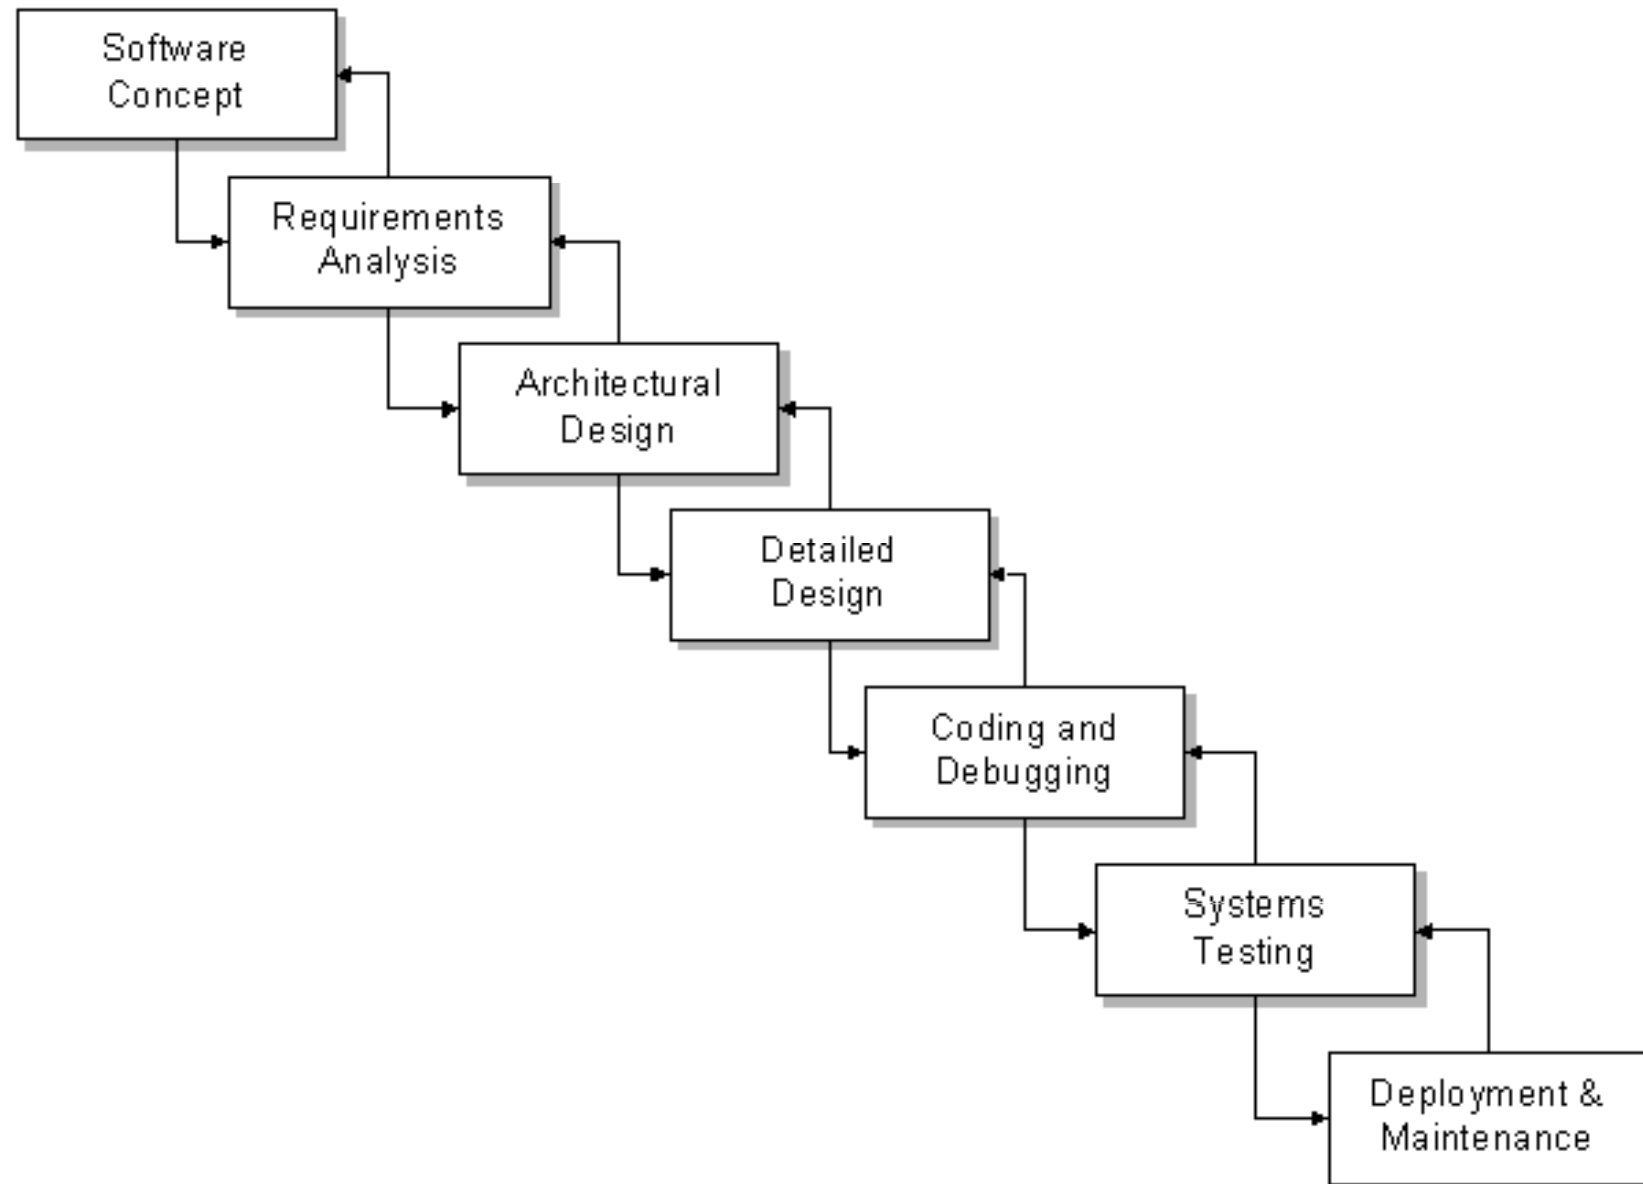 Software
Concept
Requirements
Analysis
Architectural
Design
Detailed
Design
Coding and
Debugging
Systems
Testing
Deployment &
Maintenance